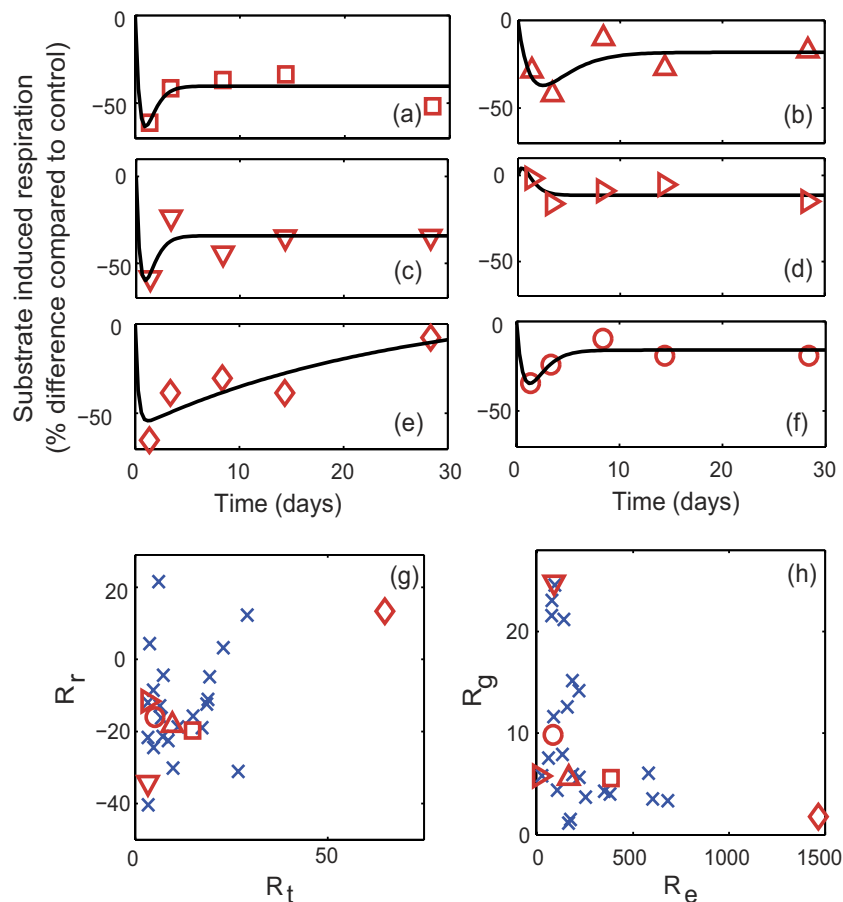 Substrate induced respiration
(% difference compared to control)
0
−50
(a)
0
−50
(b)
0
−50
(c)
0
−50
(d)
0
−50
(e)
0
−50
(f)
0 10 20 30
0 10 20 30
Time (days)
Time (days)
20
0
−20
−40
(g)
0 50
R_r
R_t
20
10
0
(h)
0 500 1000 1500
R_g
R_e